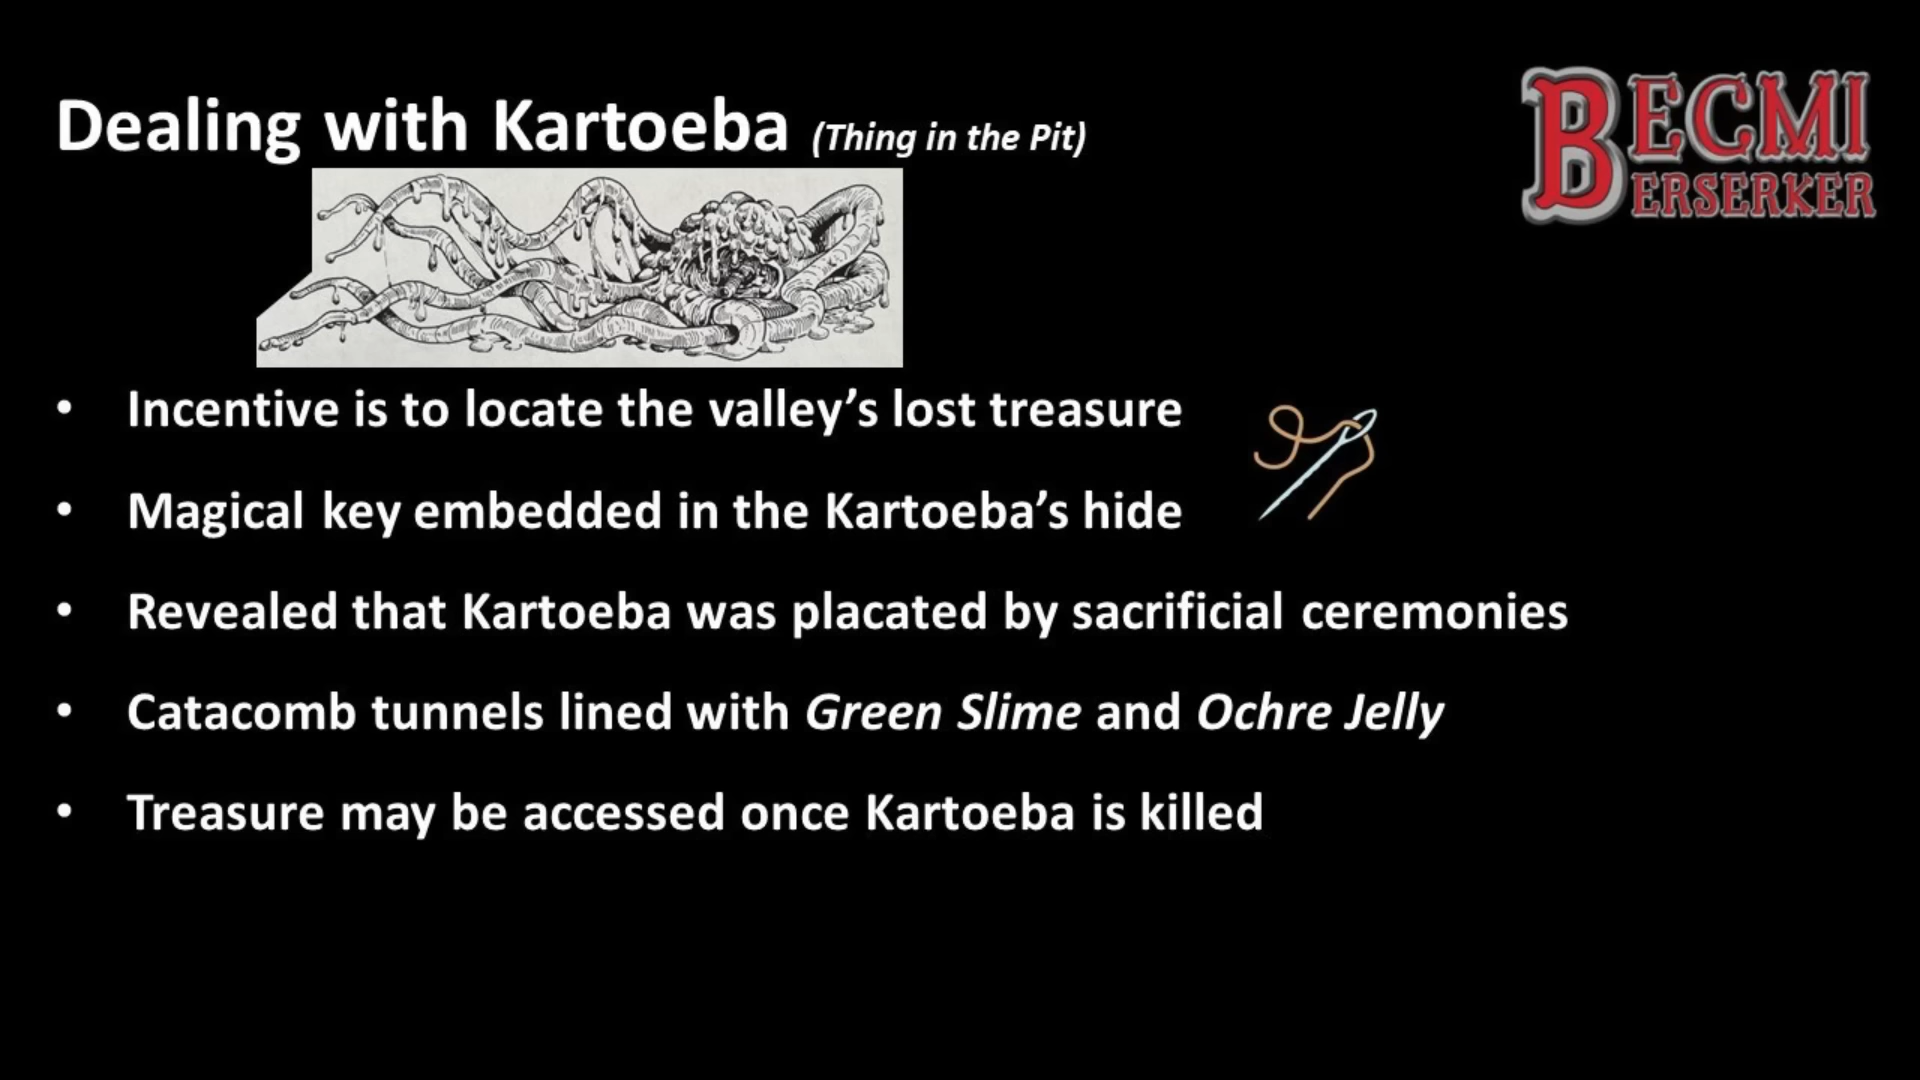 Dealing with Kartoeba (Thing in the Pit)
BECMI
BERSERKER
• Incentive is to locate the valley’s lost treasure
• Magical key embedded in the Kartoeba’s hide
• Revealed that Kartoeba was placated by sacrificial ceremonies
• Catacomb tunnels lined with Green Slime and Ochre Jelly
• Treasure may be accessed once Kartoeba is killed